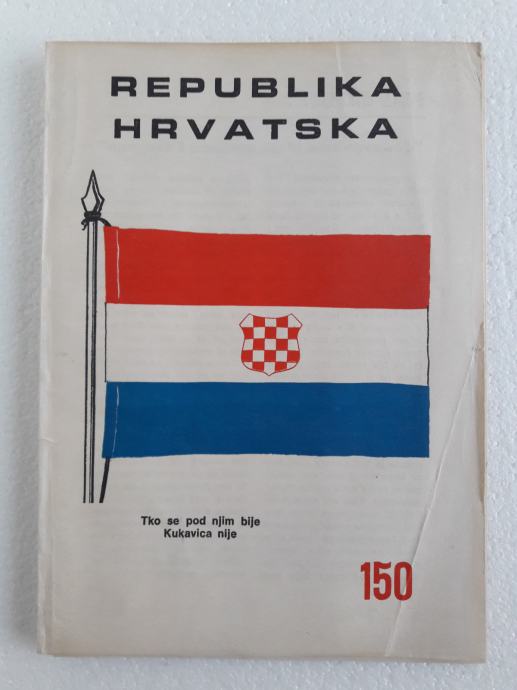 REPUBLIKA
HRVATSKA
Tko se pod njim bije
Kukavica nije
150